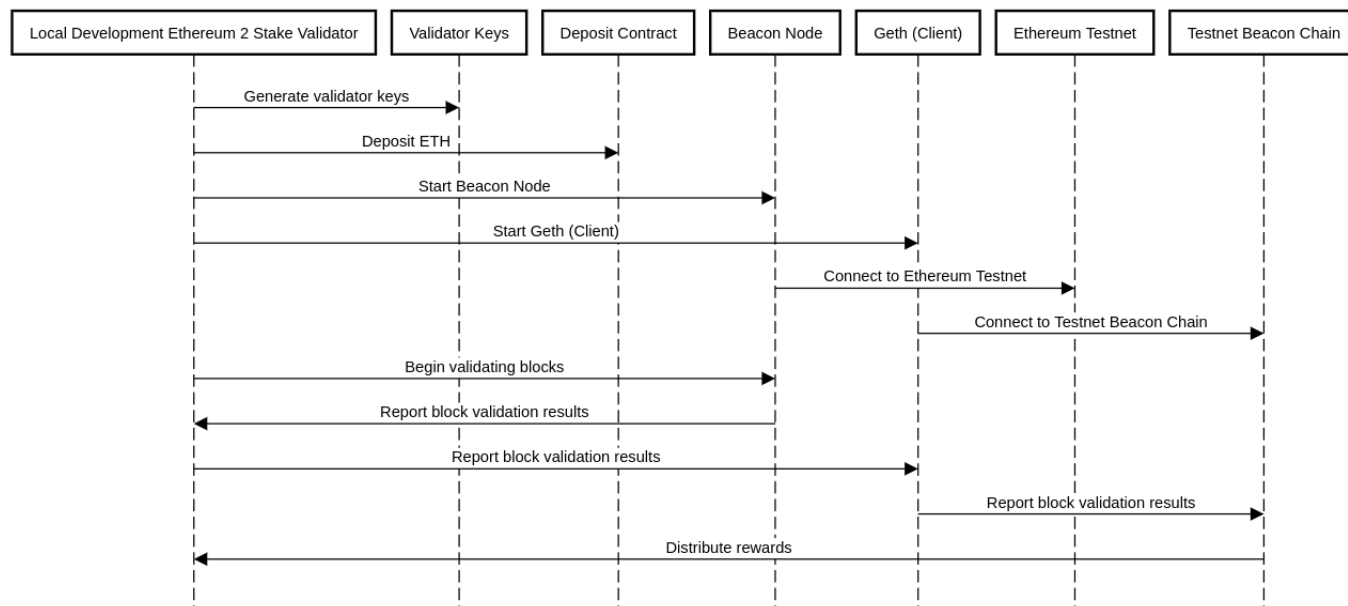 Local Development Ethereum 2 Stake Validator
Validator Keys
Deposit Contract
Beacon Node
Geth (Client)
Ethereum Testnet
Testnet Beacon Chain
Generate validator keys
Deposit ETH
Start Beacon Node
Start Geth (Client)
Connect to Ethereum Testnet
Connect to Testnet Beacon Chain
Begin validating blocks
Report block validation results
Report block validation results
Report block validation results
Distribute rewards